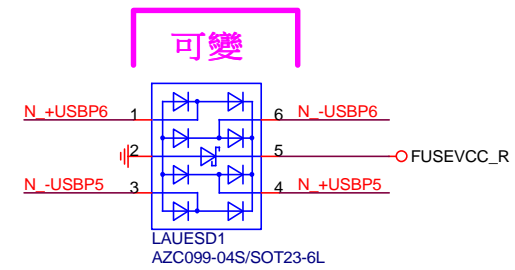 可變
N_+USBP6 1 6 N_-USBP6
2 5 FUSEVCC_R
N_-USBP5 3 4 N_+USBP5
LAUESD1
AZC099-04S/SOT23-6L